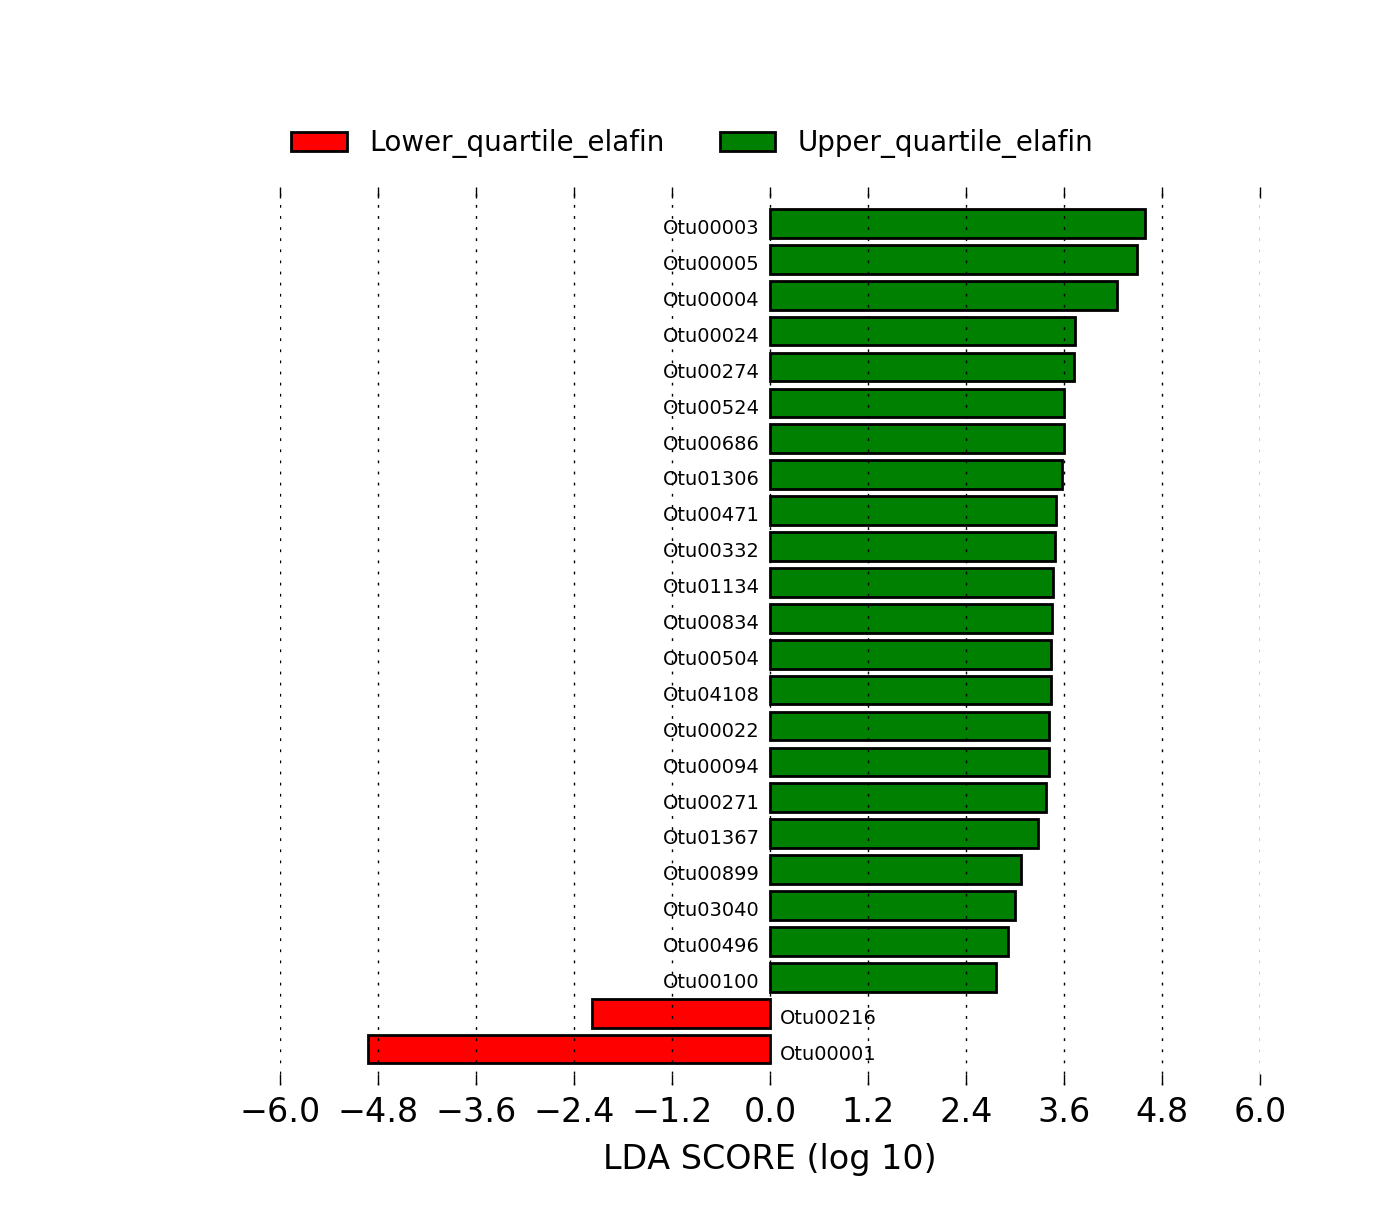 Lower_quartile_elafin Upper_quartile_elafin
Otu00003
Otu00005
Otu00004
Otu00024
Otu00274
Otu00524
Otu00686
Otu01306
Otu00471
Otu00332
Otu01134
Otu00834
Otu00504
Otu04108
Otu00022
Otu00094
Otu00271
Otu01367
Otu00899
Otu03040
Otu00496
Otu00100
Otu00216
Otu00001
−6.0 −4.8 −3.6 −2.4 −1.2 0.0 1.2 2.4 3.6 4.8 6.0
LDA SCORE (log 10)